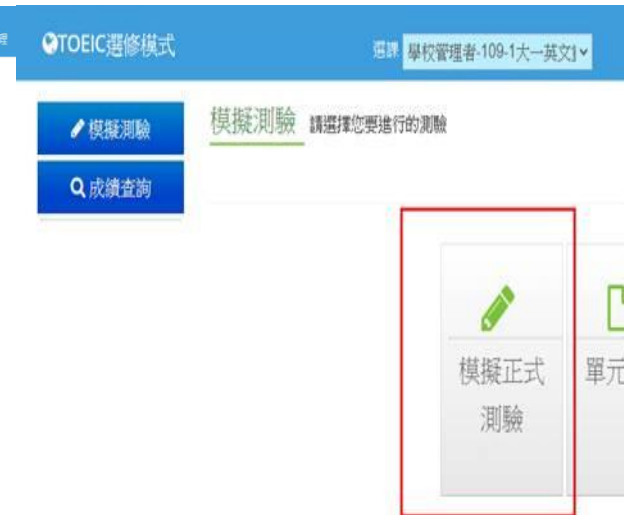 TOEIC選修模式
選課 學校管理者-109-1大一英文
模擬測驗
模擬測驗 請選擇您要進行的測驗
成績查詢
模擬正式
測驗
單元